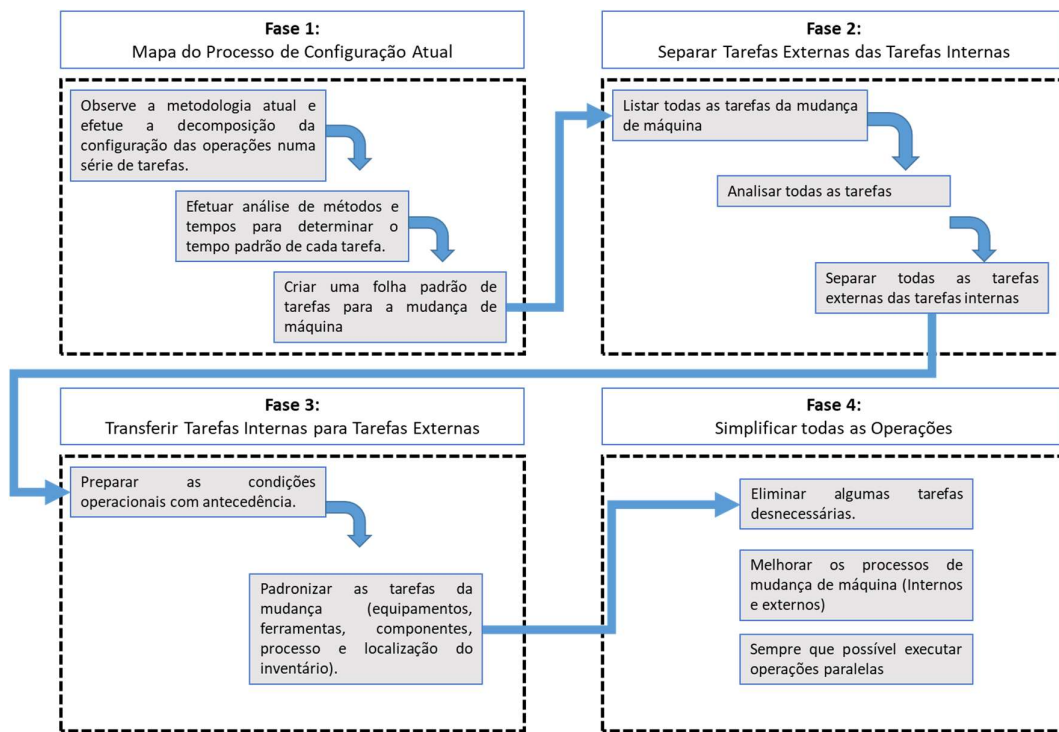 Fase 1:
Mapa do Processo de Configuração Atual
Observe a metodologia atual e
efetue a decomposição da
configuração das operações numa
série de tarefas.
Efetuar análise de métodos e
tempos para determinar o
tempo padrão de cada tarefa.
Criar uma folha padrão de
tarefas para a mudança de
máquina
Fase 2:
Separar Tarefas Externas das Tarefas Internas
Listar todas as tarefas da mudança
de máquina
Analisar todas as tarefas
Separar todas as tarefas
externas das tarefas internas
Fase 3:
Transferir Tarefas Internas para Tarefas Externas
Preparar as condições
operacionais com antecedência.
Padronizar as tarefas da
mudança (equipamentos,
ferramentas, componentes,
processo e localização do
inventário).
Fase 4:
Simplificar todas as Operações
Eliminar algumas tarefas
desnecessárias.
Melhorar os processos de
mudança de máquina (Internos
e externos)
Sempre que possível executar
operações paralelas